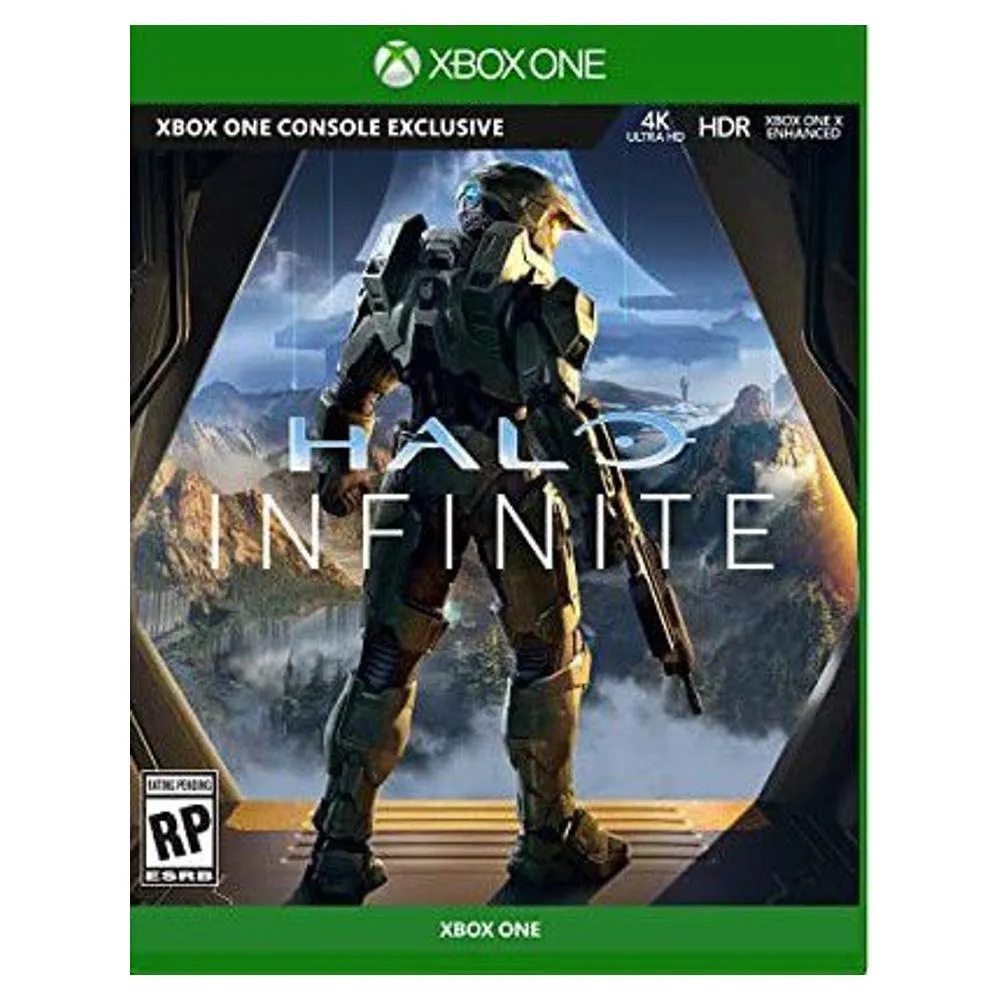 XBOX ONE
XBOX ONE CONSOLE EXCLUSIVE
4K
ULTRA HD
HDR
XBOX ONE X
ENHANCED
HALO
INFINITE
RATING PENDING
RP
ESRB
XBOX ONE